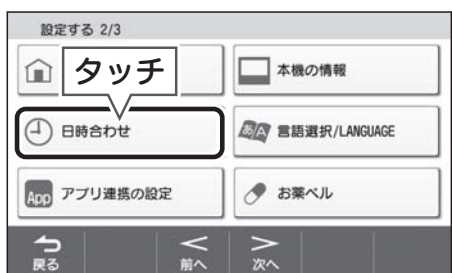 設定する 2/3
タッチ
本機の情報
日時合わせ
あ/A 言語選択/LANGUAGE
App アプリ連携の設定
お薬ベル
戻る
前へ
次へ